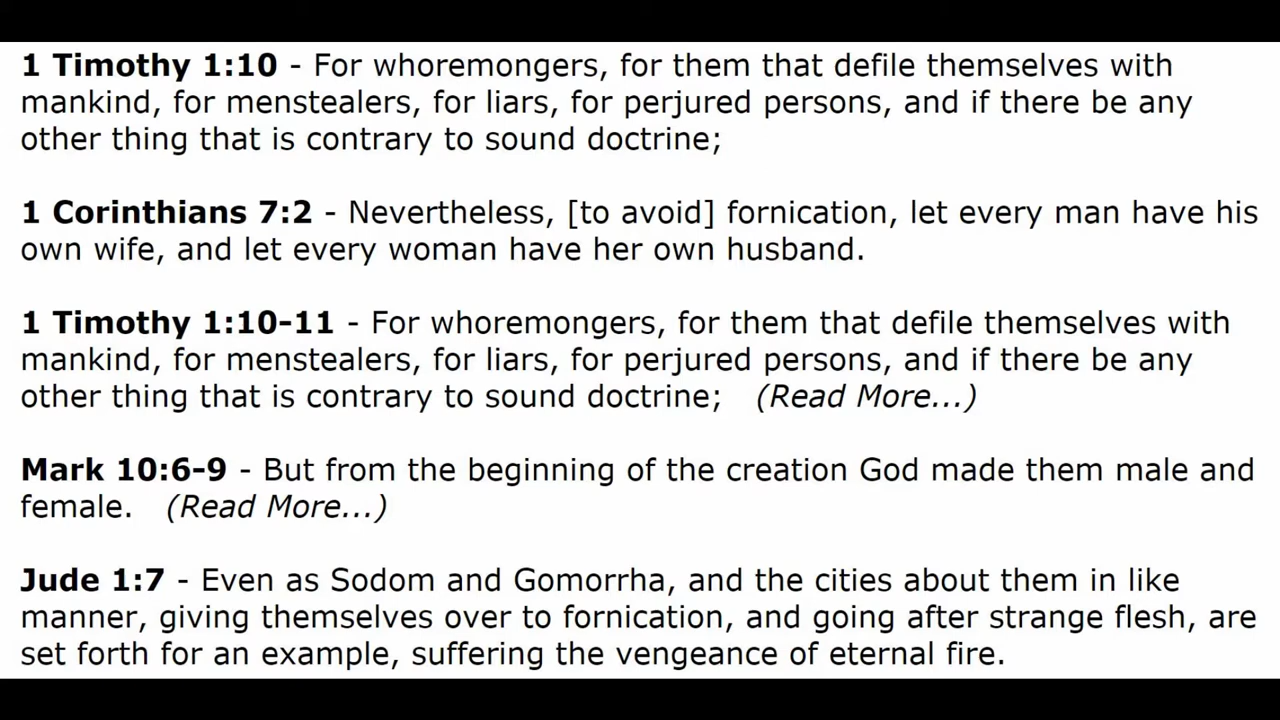 1 Timothy 1:10 - For whoremongers, for them that defile themselves with
mankind, for menstealers, for liars, for perjured persons, and if there be any
other thing that is contrary to sound doctrine;
1 Corinthians 7:2 - Nevertheless, [to avoid] fornication, let every man have his
own wife, and let every woman have her own husband.
1 Timothy 1:10-11 - For whoremongers, for them that defile themselves with
mankind, for menstealers, for liars, for perjured persons, and if there be any
other thing that is contrary to sound doctrine; (Read More...)
Mark 10:6-9 - But from the beginning of the creation God made them male and
female. (Read More...)
Jude 1:7 - Even as Sodom and Gomorrha, and the cities about them in like
manner, giving themselves over to fornication, and going after strange flesh, are
set forth for an example, suffering the vengeance of eternal fire.